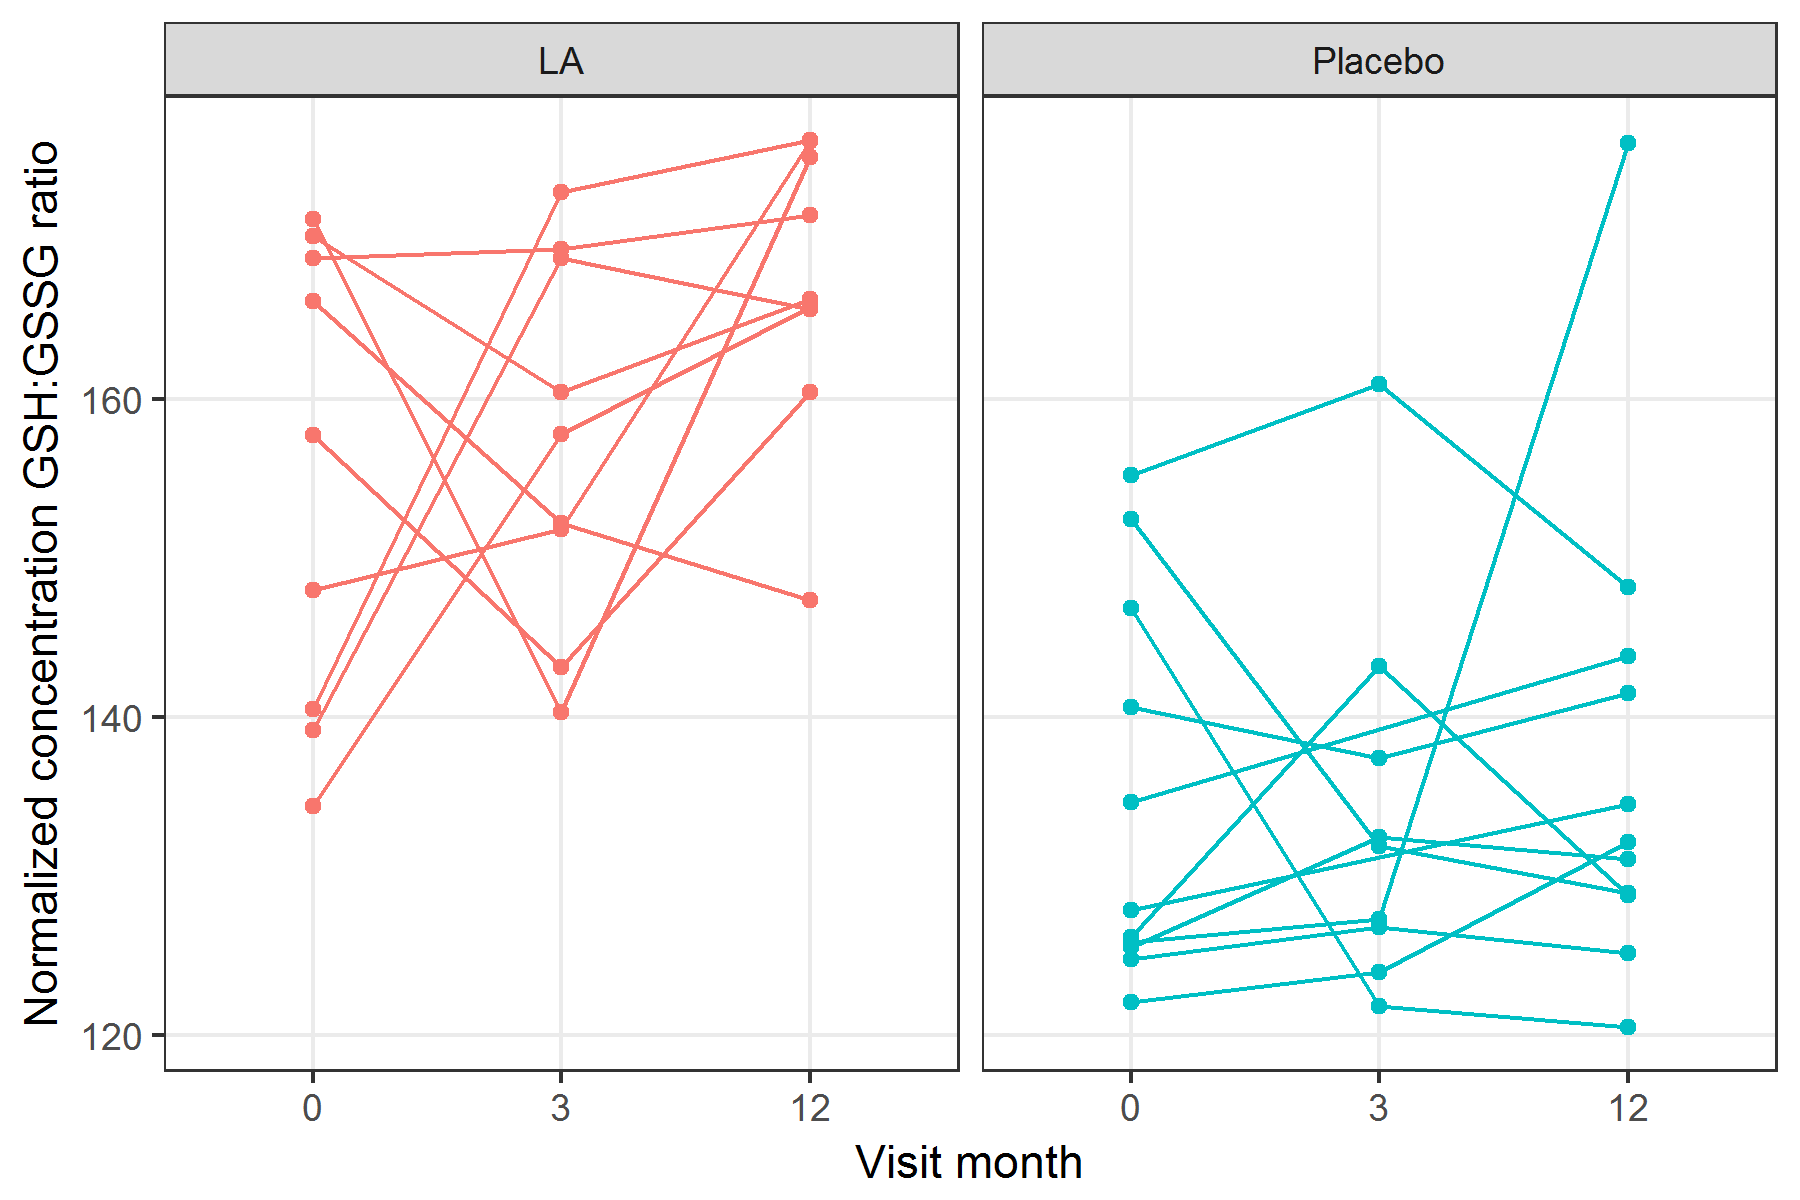 LA
Placebo
Normalized concentration GSH:GSSG ratio
160
140
120
0 3 12
0 3 12
Visit month